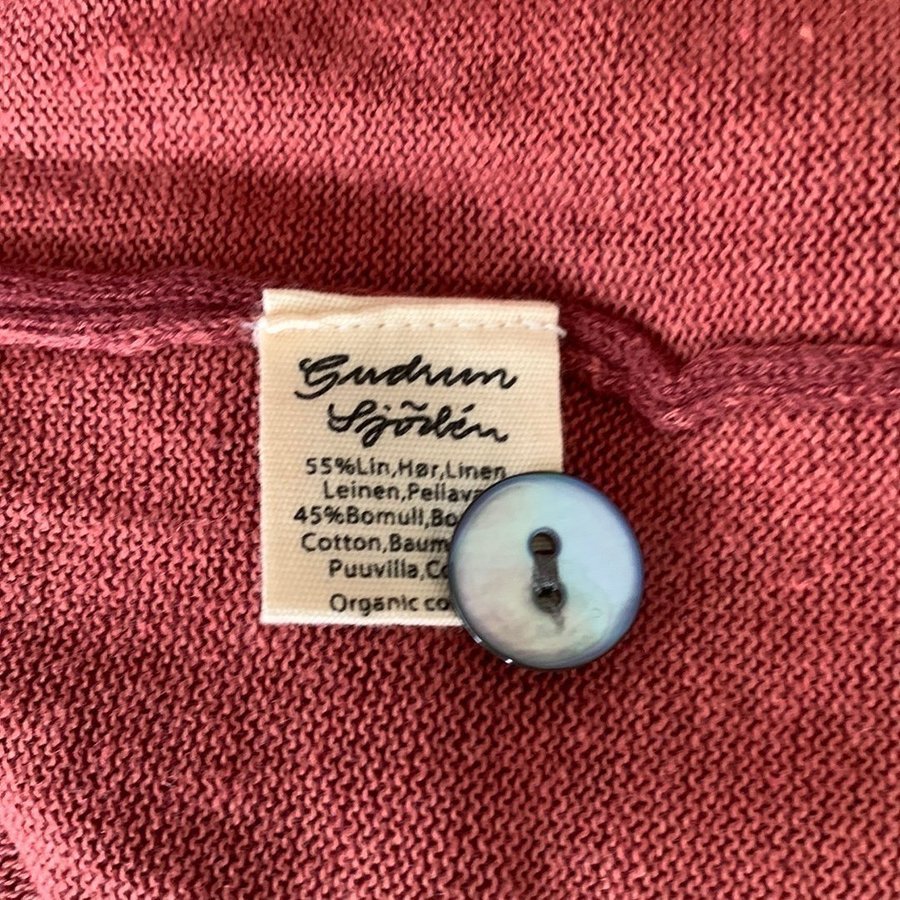 Gudrun
Sjödén
55%Lin,Hør,Linen
Leinen,Pellava
45%Bomull,Bo
Cotton,Baum
Puuvilla,Co
Organic co